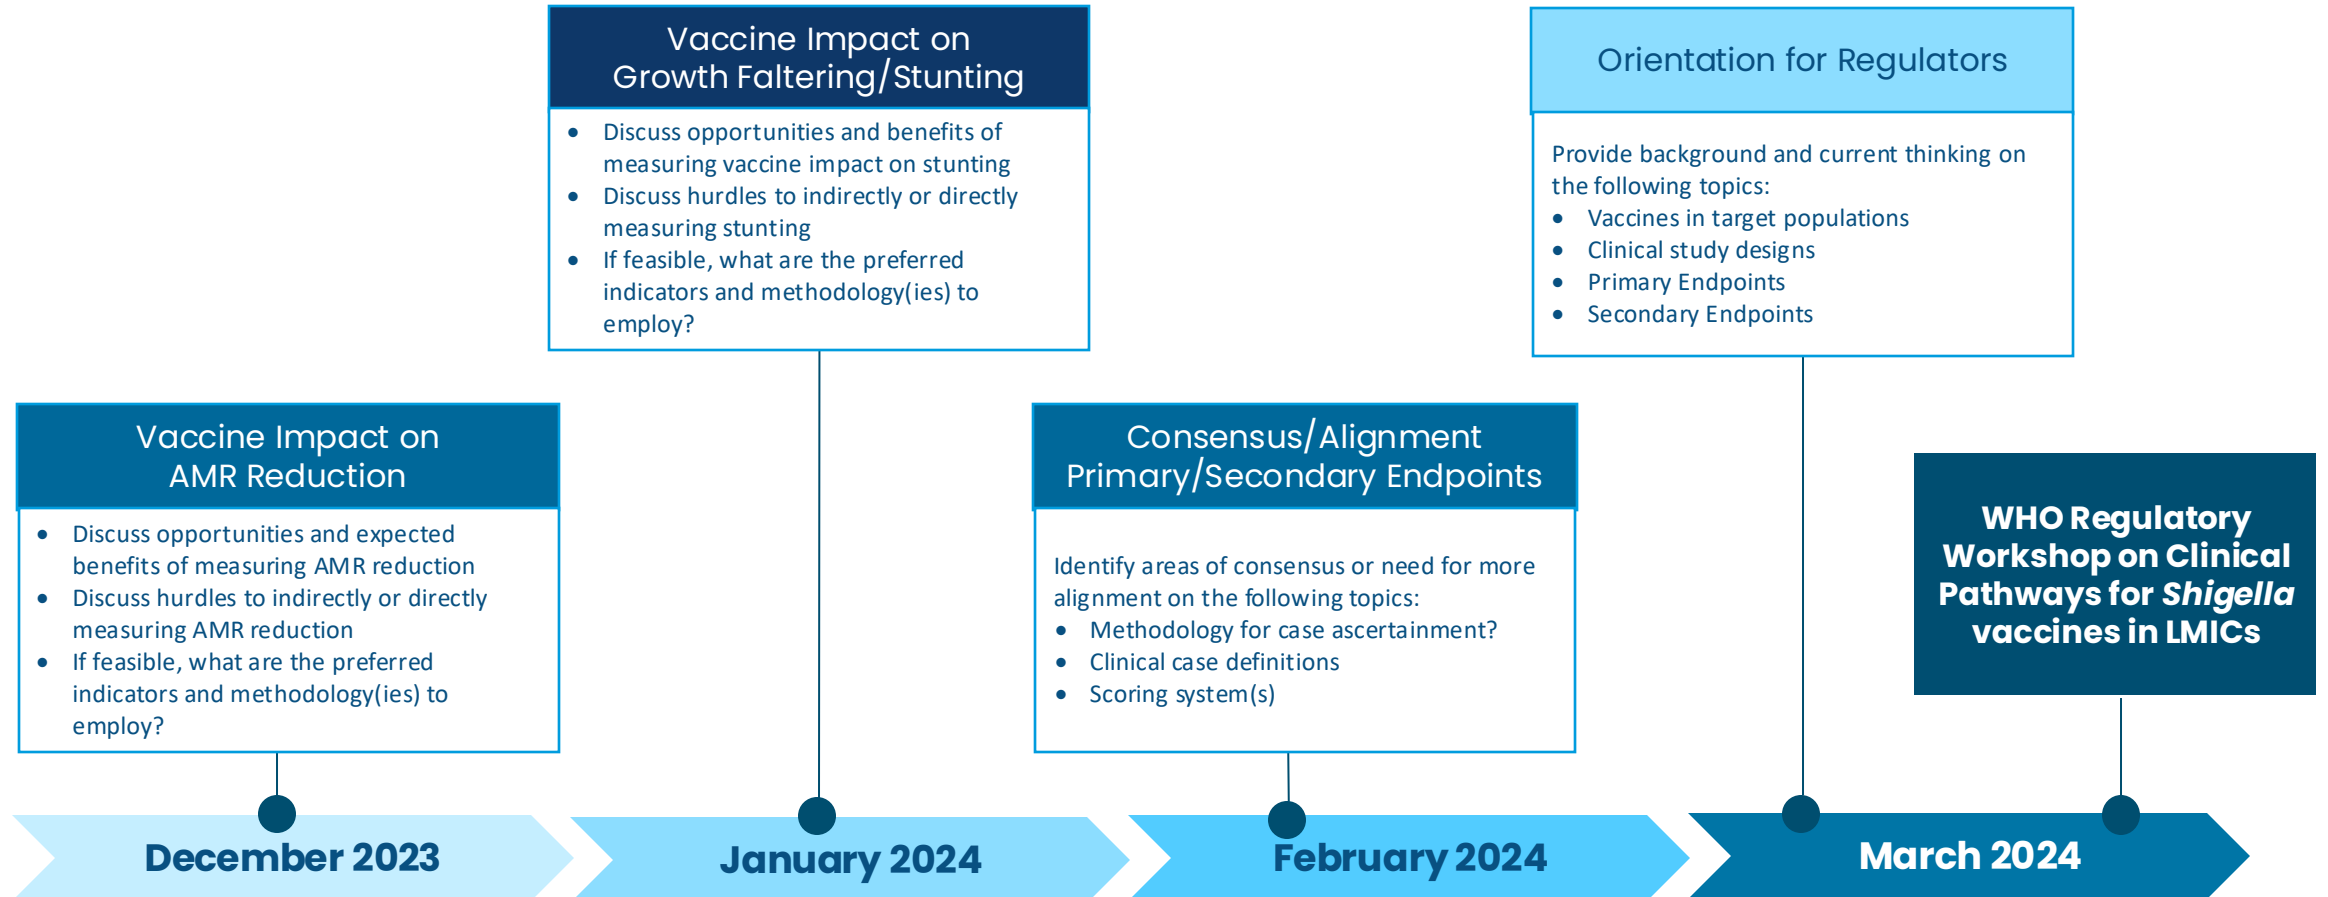 Vaccine Impact on
Growth Faltering/Stunting
• Discuss opportunities and benefits of
measuring vaccine impact on stunting
• Discuss hurdles to indirectly or directly
measuring stunting
• If feasible, what are the preferred
indicators and methodology(ies) to
employ?
Orientation for Regulators
Provide background and current thinking on
the following topics:
• Vaccines in target populations
• Clinical study designs
• Primary Endpoints
• Secondary Endpoints
Vaccine Impact on
AMR Reduction
• Discuss opportunities and expected
benefits of measuring AMR reduction
• Discuss hurdles to indirectly or directly
measuring AMR reduction
• If feasible, what are the preferred
indicators and methodology(ies) to
employ?
Consensus/Alignment
Primary/Secondary Endpoints
Identify areas of consensus or need for more
alignment on the following topics:
• Methodology for case ascertainment?
• Clinical case definitions
• Scoring system(s)
WHO Regulatory
Workshop on Clinical
Pathways for Shigella
vaccines in LMICs
December 2023
January 2024
February 2024
March 2024